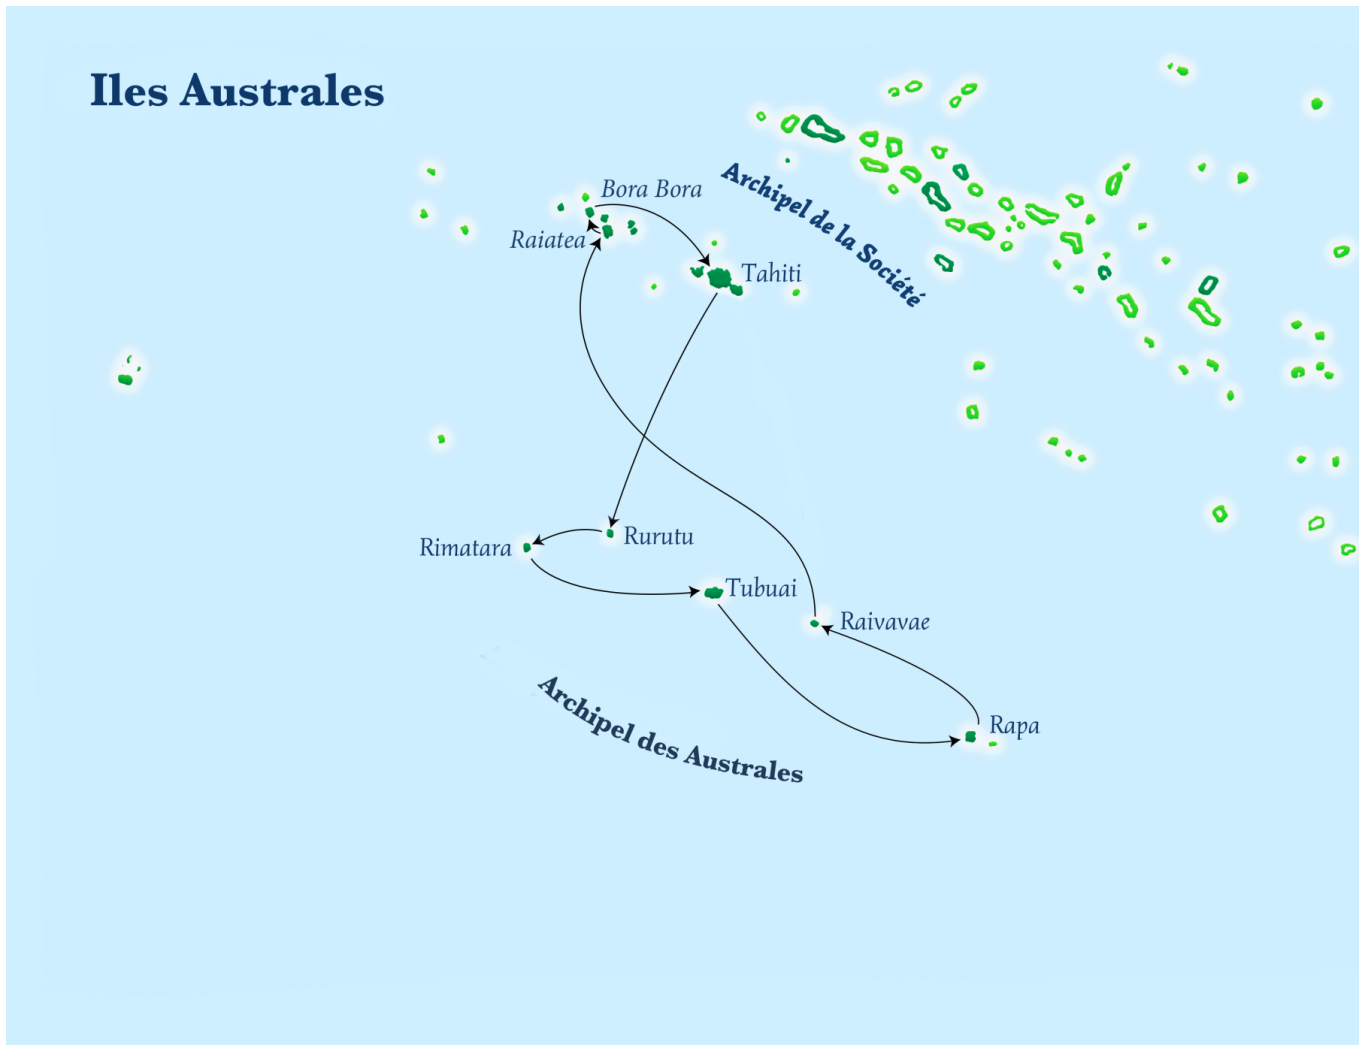 Iles Australes
Bora Bora
Archipel de la Société
Raiatea
Tahiti
Rurutu
Rimatara
Tubuai
Raivavae
Archipel des Australes
Rapa